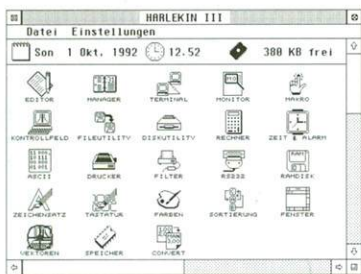 HARLEKIN III
Datei Einstellungen
Son 1 Okt. 1992 12.52 380 KB frei
EDITOR MANAGER TERMINAL MONITOR MAKRO
KONTROLLFELD FILEUTILITY DISKUTILITY RECHNER ZEIT & ALARM
ASCII DRUCKER FILTER RS232 RAMDISK
ZEICHENSATZ TASTATUR FARBEN SORTIERUNG FENSTER
VEKTOREN SPEICHER CONVERT